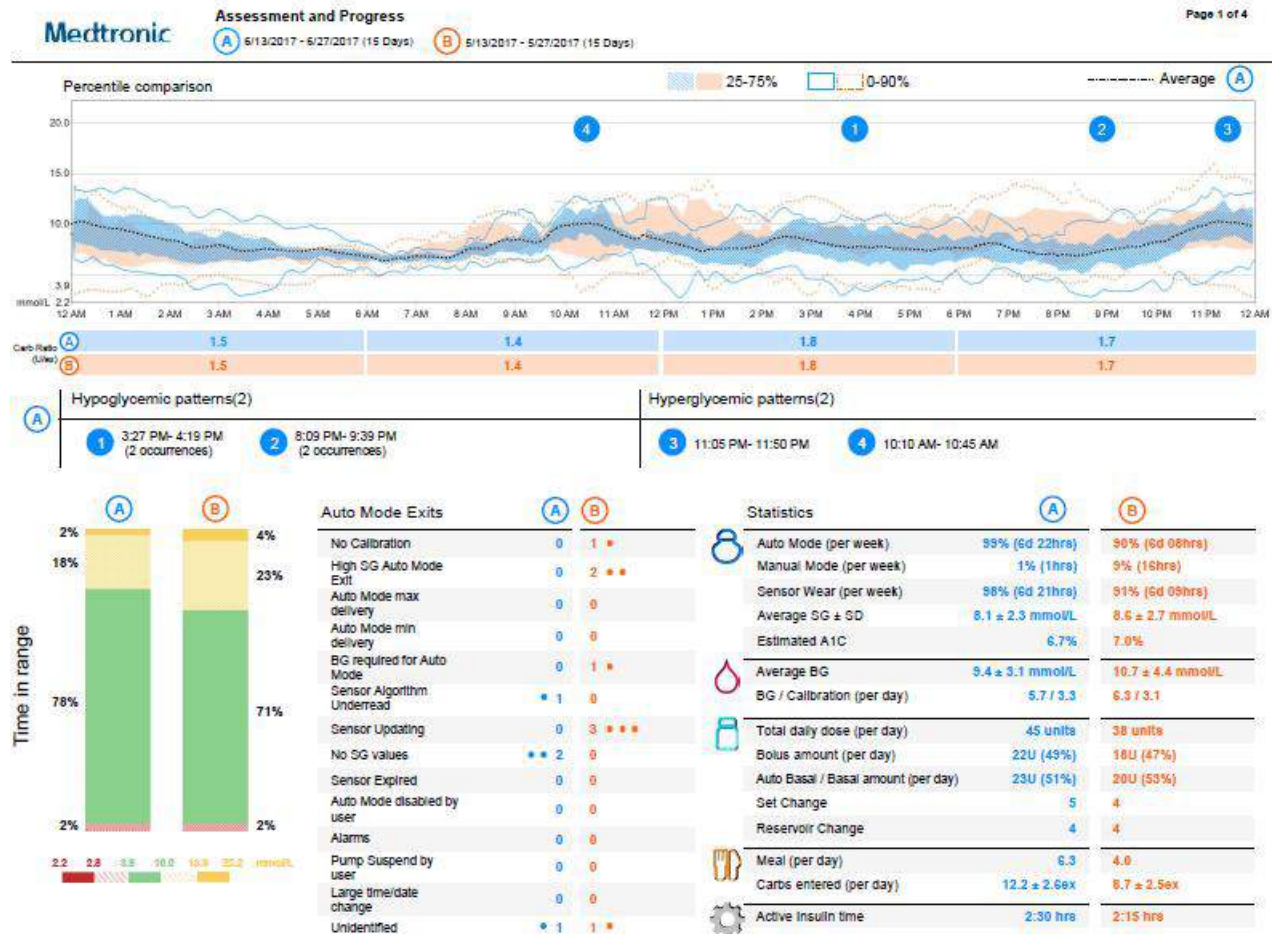 Medtronic
Assessment and Progress
A 6/13/2017 - 6/27/2017 (15 Days) B 5/13/2017 - 5/27/2017 (15 Days)
Page 1 of 4
Percentile comparison
25-75% 0-90% Average A
20.0
15.0
10.0
3.9
mmol/L 2.2
4 1 2 3
12 AM 1 AM 2 AM 3 AM 4 AM 5 AM 6 AM 7 AM 8 AM 9 AM 10 AM 11 AM 12 PM 1 PM 2 PM 3 PM 4 PM 5 PM 6 PM 7 PM 8 PM 9 PM 10 PM 11 PM 12 AM
Carb Ratio
(U/ex)
A 1.5 1.4 1.8 1.7
B 1.5 1.4 1.8 1.7
A
Hypoglycemic patterns(2)
1 3:27 PM- 4:19 PM
(2 occurrences)
2 8:09 PM- 9:39 PM
(2 occurrences)
Hyperglycemic patterns(2)
3 11:05 PM- 11:50 PM
4 10:10 AM- 10:45 AM
Time in range
A B
2% 4%
18% 23%
78% 71%
2% 2%
2.2 2.8 3.9 10.0 22.2 mmol/L
Auto Mode Exits A B
No Calibration 0 1
High SG Auto Mode
Exit 0 2
Auto Mode max
delivery 0 0
Auto Mode min
delivery 0 0
BG required for Auto
Mode 0 1
Sensor Algorithm
Underread 1 0
Sensor Updating 0 3
No SG values 2 0
Sensor Expired 0 0
Auto Mode disabled by
user 0 0
Alarms 0 0
Pump Suspend by
user 0 0
Large time/date
change 0 0
Unidentified 1 1
Statistics A B
Auto Mode (per week) 99% (6d 22hrs) 90% (6d 08hrs)
Manual Mode (per week) 1% (1hrs) 9% (16hrs)
Sensor Wear (per week) 98% (6d 21hrs) 91% (6d 09hrs)
Average SG ± SD 8.1 ± 2.3 mmol/L 8.6 ± 2.7 mmol/L
Estimated A1C 6.7% 7.0%
Average BG 9.4 ± 3.1 mmol/L 10.7 ± 4.4 mmol/L
BG / Calibration (per day) 5.7 / 3.3 6.3 / 3.1
Total daily dose (per day) 45 units 38 units
Bolus amount (per day) 22U (49%) 18U (47%)
Auto Basal / Basal amount (per day) 23U (51%) 20U (53%)
Set Change 5 4
Reservoir Change 4 4
Meal (per day) 6.3 4.0
Carbs entered (per day) 12.2 ± 2.6ex 8.7 ± 2.5ex
Active insulin time 2:30 hrs 2:15 hrs